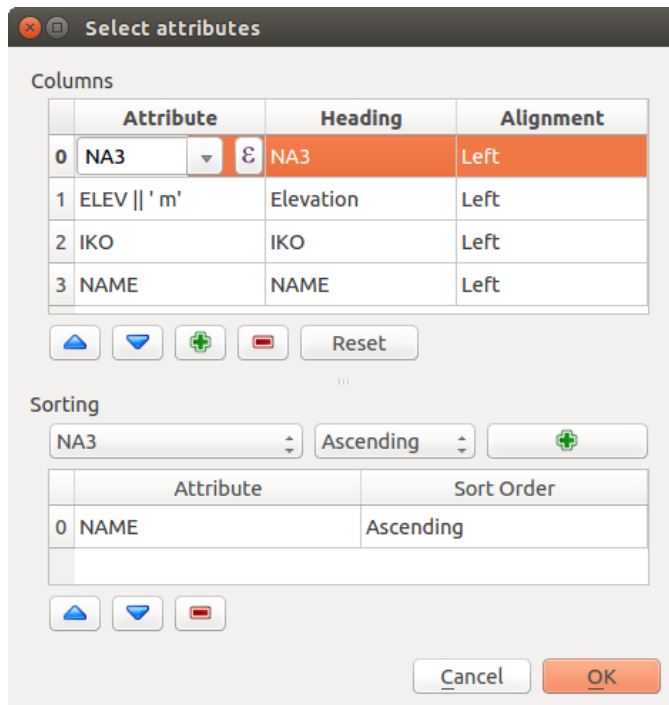 Select attributes
Columns
Attribute Heading Alignment
0 NA3 ε NA3 Left
1 ELEV || ' m' Elevation Left
2 IKO IKO Left
3 NAME NAME Left
Reset
Sorting
NA3 Ascending
Attribute Sort Order
0 NAME Ascending
Cancel OK